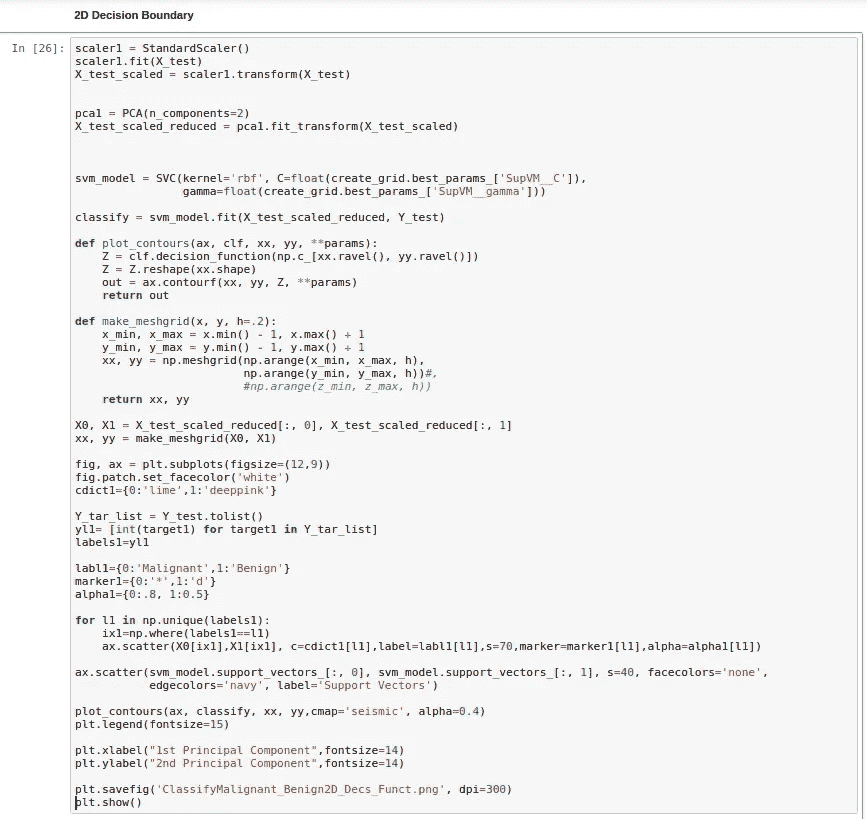 2D Decision Boundary
In [26]:
scaler1 = StandardScaler()
scaler1.fit(X_test)
X_test_scaled = scaler1.transform(X_test)
pca1 = PCA(n_components=2)
X_test_scaled_reduced = pca1.fit_transform(X_test_scaled)
svm_model = SVC(kernel='rbf', C=float(create_grid.best_params_['SupVM__C']),
gamma=float(create_grid.best_params_['SupVM__gamma']))
classify = svm_model.fit(X_test_scaled_reduced, Y_test)
def plot_contours(ax, clf, xx, yy, **params):
    Z = clf.decision_function(np.c_[xx.ravel(), yy.ravel()])
    Z = Z.reshape(xx.shape)
    out = ax.contourf(xx, yy, Z, **params)
    return out
def make_meshgrid(x, y, h=.2):
    x_min, x_max = x.min() - 1, x.max() + 1
    y_min, y_max = y.min() - 1, y.max() + 1
    xx, yy = np.meshgrid(np.arange(x_min, x_max, h),
                         np.arange(y_min, y_max, h))#,
                         #np.arange(z_min, z_max, h))
    return xx, yy
X0, X1 = X_test_scaled_reduced[:, 0], X_test_scaled_reduced[:, 1]
xx, yy = make_meshgrid(X0, X1)
fig, ax = plt.subplots(figsize=(12,9))
fig.patch.set_facecolor('white')
cdict1={0:'lime',1:'deeppink'}
Y_tar_list = Y_test.tolist()
yl1= [int(target1) for target1 in Y_tar_list]
labels1=yl1
labl1={0:'Malignant',1:'Benign'}
marker1={0:'*',1:'d'}
alpha1={0:.8, 1:0.5}
for l1 in np.unique(labels1):
    ix1=np.where(labels1==l1)
    ax.scatter(X0[ix1],X1[ix1], c=cdict1[l1],label=labl1[l1],s=70,marker=marker1[l1],alpha=alpha1[l1])
ax.scatter(svm_model.support_vectors_[:, 0], svm_model.support_vectors_[:, 1], s=40, facecolors='none',
           edgecolors='navy', label='Support Vectors')
plot_contours(ax, classify, xx, yy,cmap='seismic', alpha=0.4)
plt.legend(fontsize=15)
plt.xlabel("1st Principal Component",fontsize=14)
plt.ylabel("2nd Principal Component",fontsize=14)
plt.savefig('ClassifyMalignant_Benign2D_Decs_Funct.png', dpi=300)
plt.show()